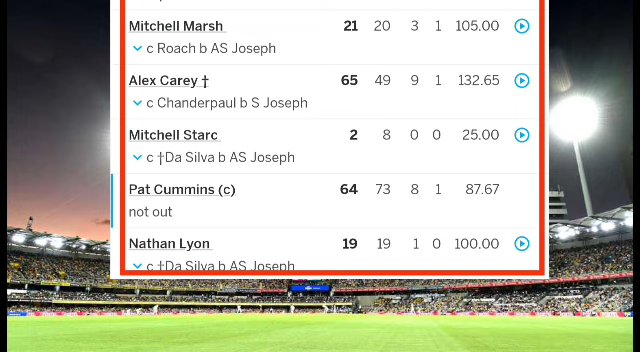 Mitchell Marsh 21 20 3 1 105.00
c Roach b AS Joseph
Alex Carey † 65 49 9 1 132.65
c Chanderpaul b S Joseph
Mitchell Starc 2 8 0 0 25.00
c †Da Silva b AS Joseph
Pat Cummins (c) 64 73 8 1 87.67
not out
Nathan Lyon 19 19 1 0 100.00
c †Da Silva b AS Joseph